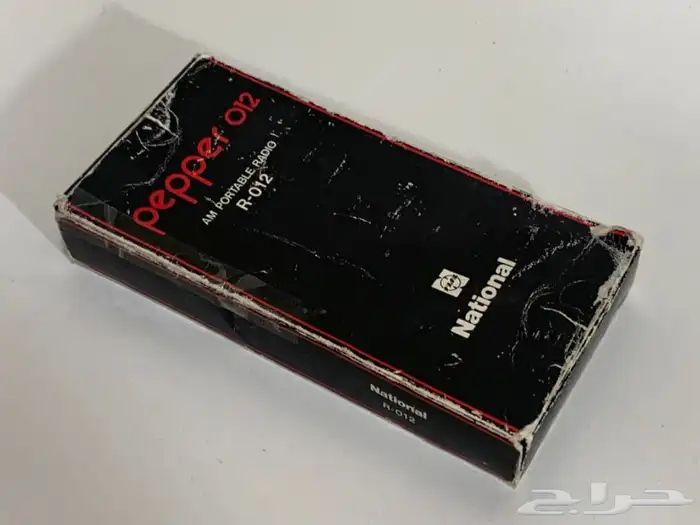 pepper 012
AM PORTABLE RADIO
R-012
National
National
R-012
حراج